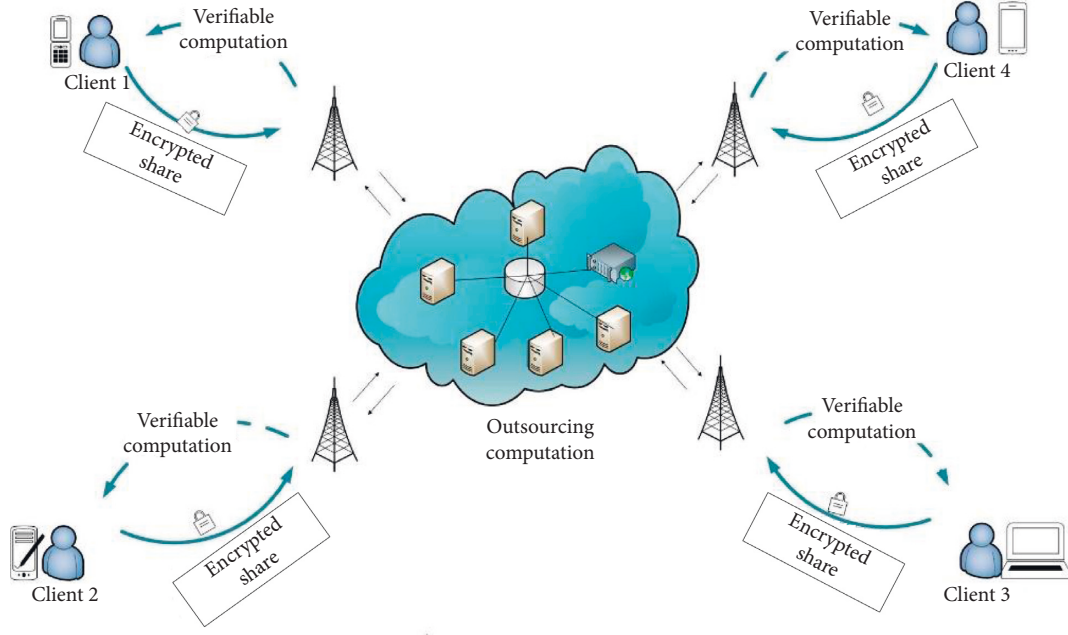 Verifiable
computation
Client 1
Encrypted
share
Verifiable
computation
Client 4
Encrypted
share
Outsourcing
computation
Verifiable
computation
Encrypted
share
Client 2
Verifiable
computation
Encrypted
share
Client 3